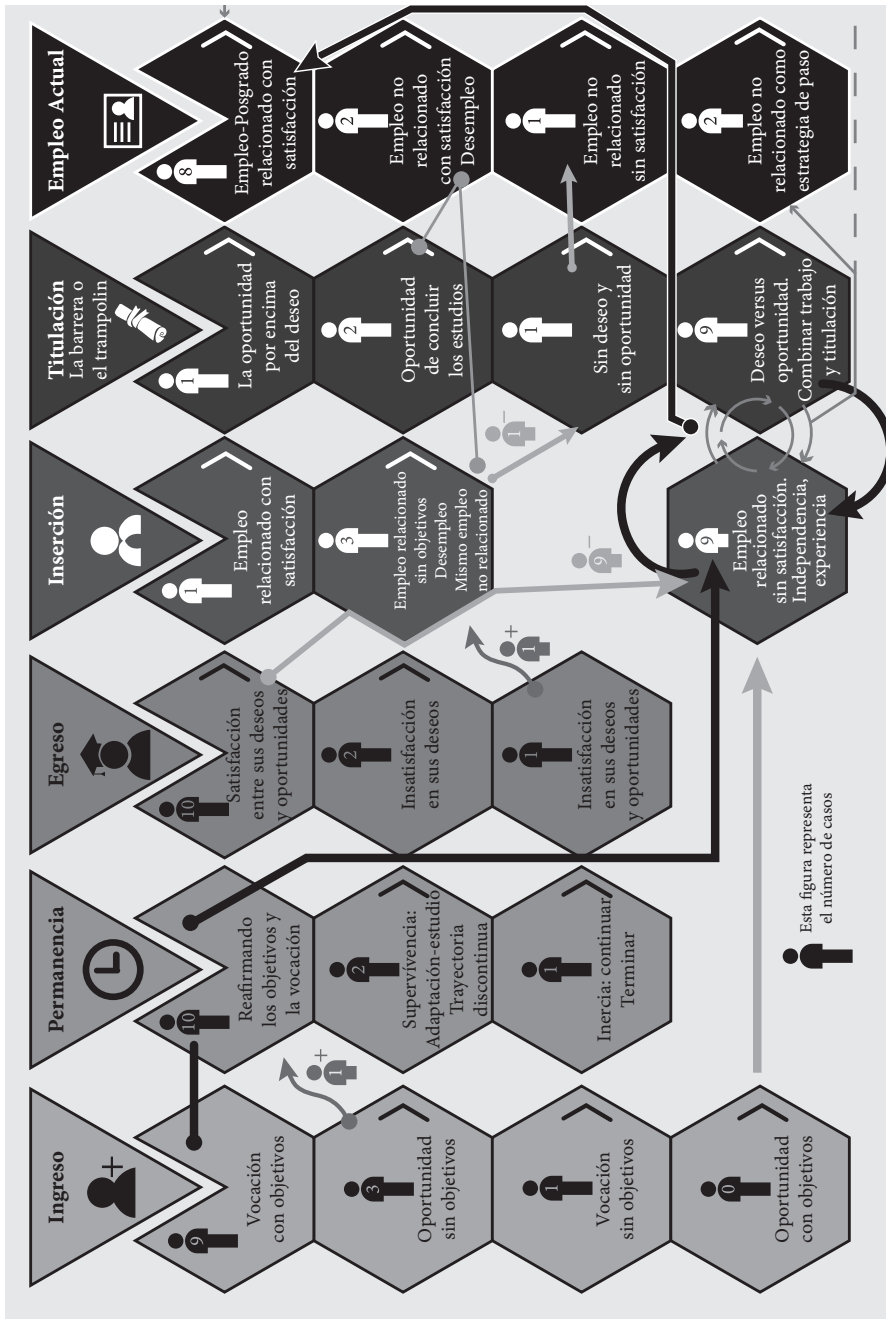 Ingreso
9
Vocación
con objetivos
3
Oportunidad
sin objetivos
1
Vocación
sin objetivos
0
Oportunidad
con objetivos
+
1
Permanencia
10
Reafirmando
los objetivos y
la vocación
2
Supervivencia:
Adaptación-estudio
Trayectoria
discontinua
1
Inercia: continuar
Terminar
Egreso
10
Satisfacción
entre sus deseos
y oportunidades
2
Insatisfacción
en sus deseos
1
Insatisfacción
en sus deseos
y oportunidades
+
1
Inserción
1
Empleo
relacionado con
satisfacción
3
Empleo relacionado
sin objetivos
Desempleo
Mismo empleo
no relacionado
9
Empleo
relacionado
sin satisfacción.
Independencia,
experiencia
–
9
–
1
Titulación
La barrera o
el trampolin
1
La oportunidad
por encima
del deseo
2
Oportunidad
de concluir
los estudios
1
Sin deseo y
sin oportunidad
9
Deseo versus
oportunidad.
Combinar trabajo
y titulación
Empleo Actual
8
Empleo-Posgrado
relacionado con
satisfacción
2
Empleo no
relacionado
con satisfacción
Desempleo
1
Empleo no
relacionado
sin satisfacción
2
Empleo no
relacionado como
estrategia de paso
Esta figura representa
el número de casos